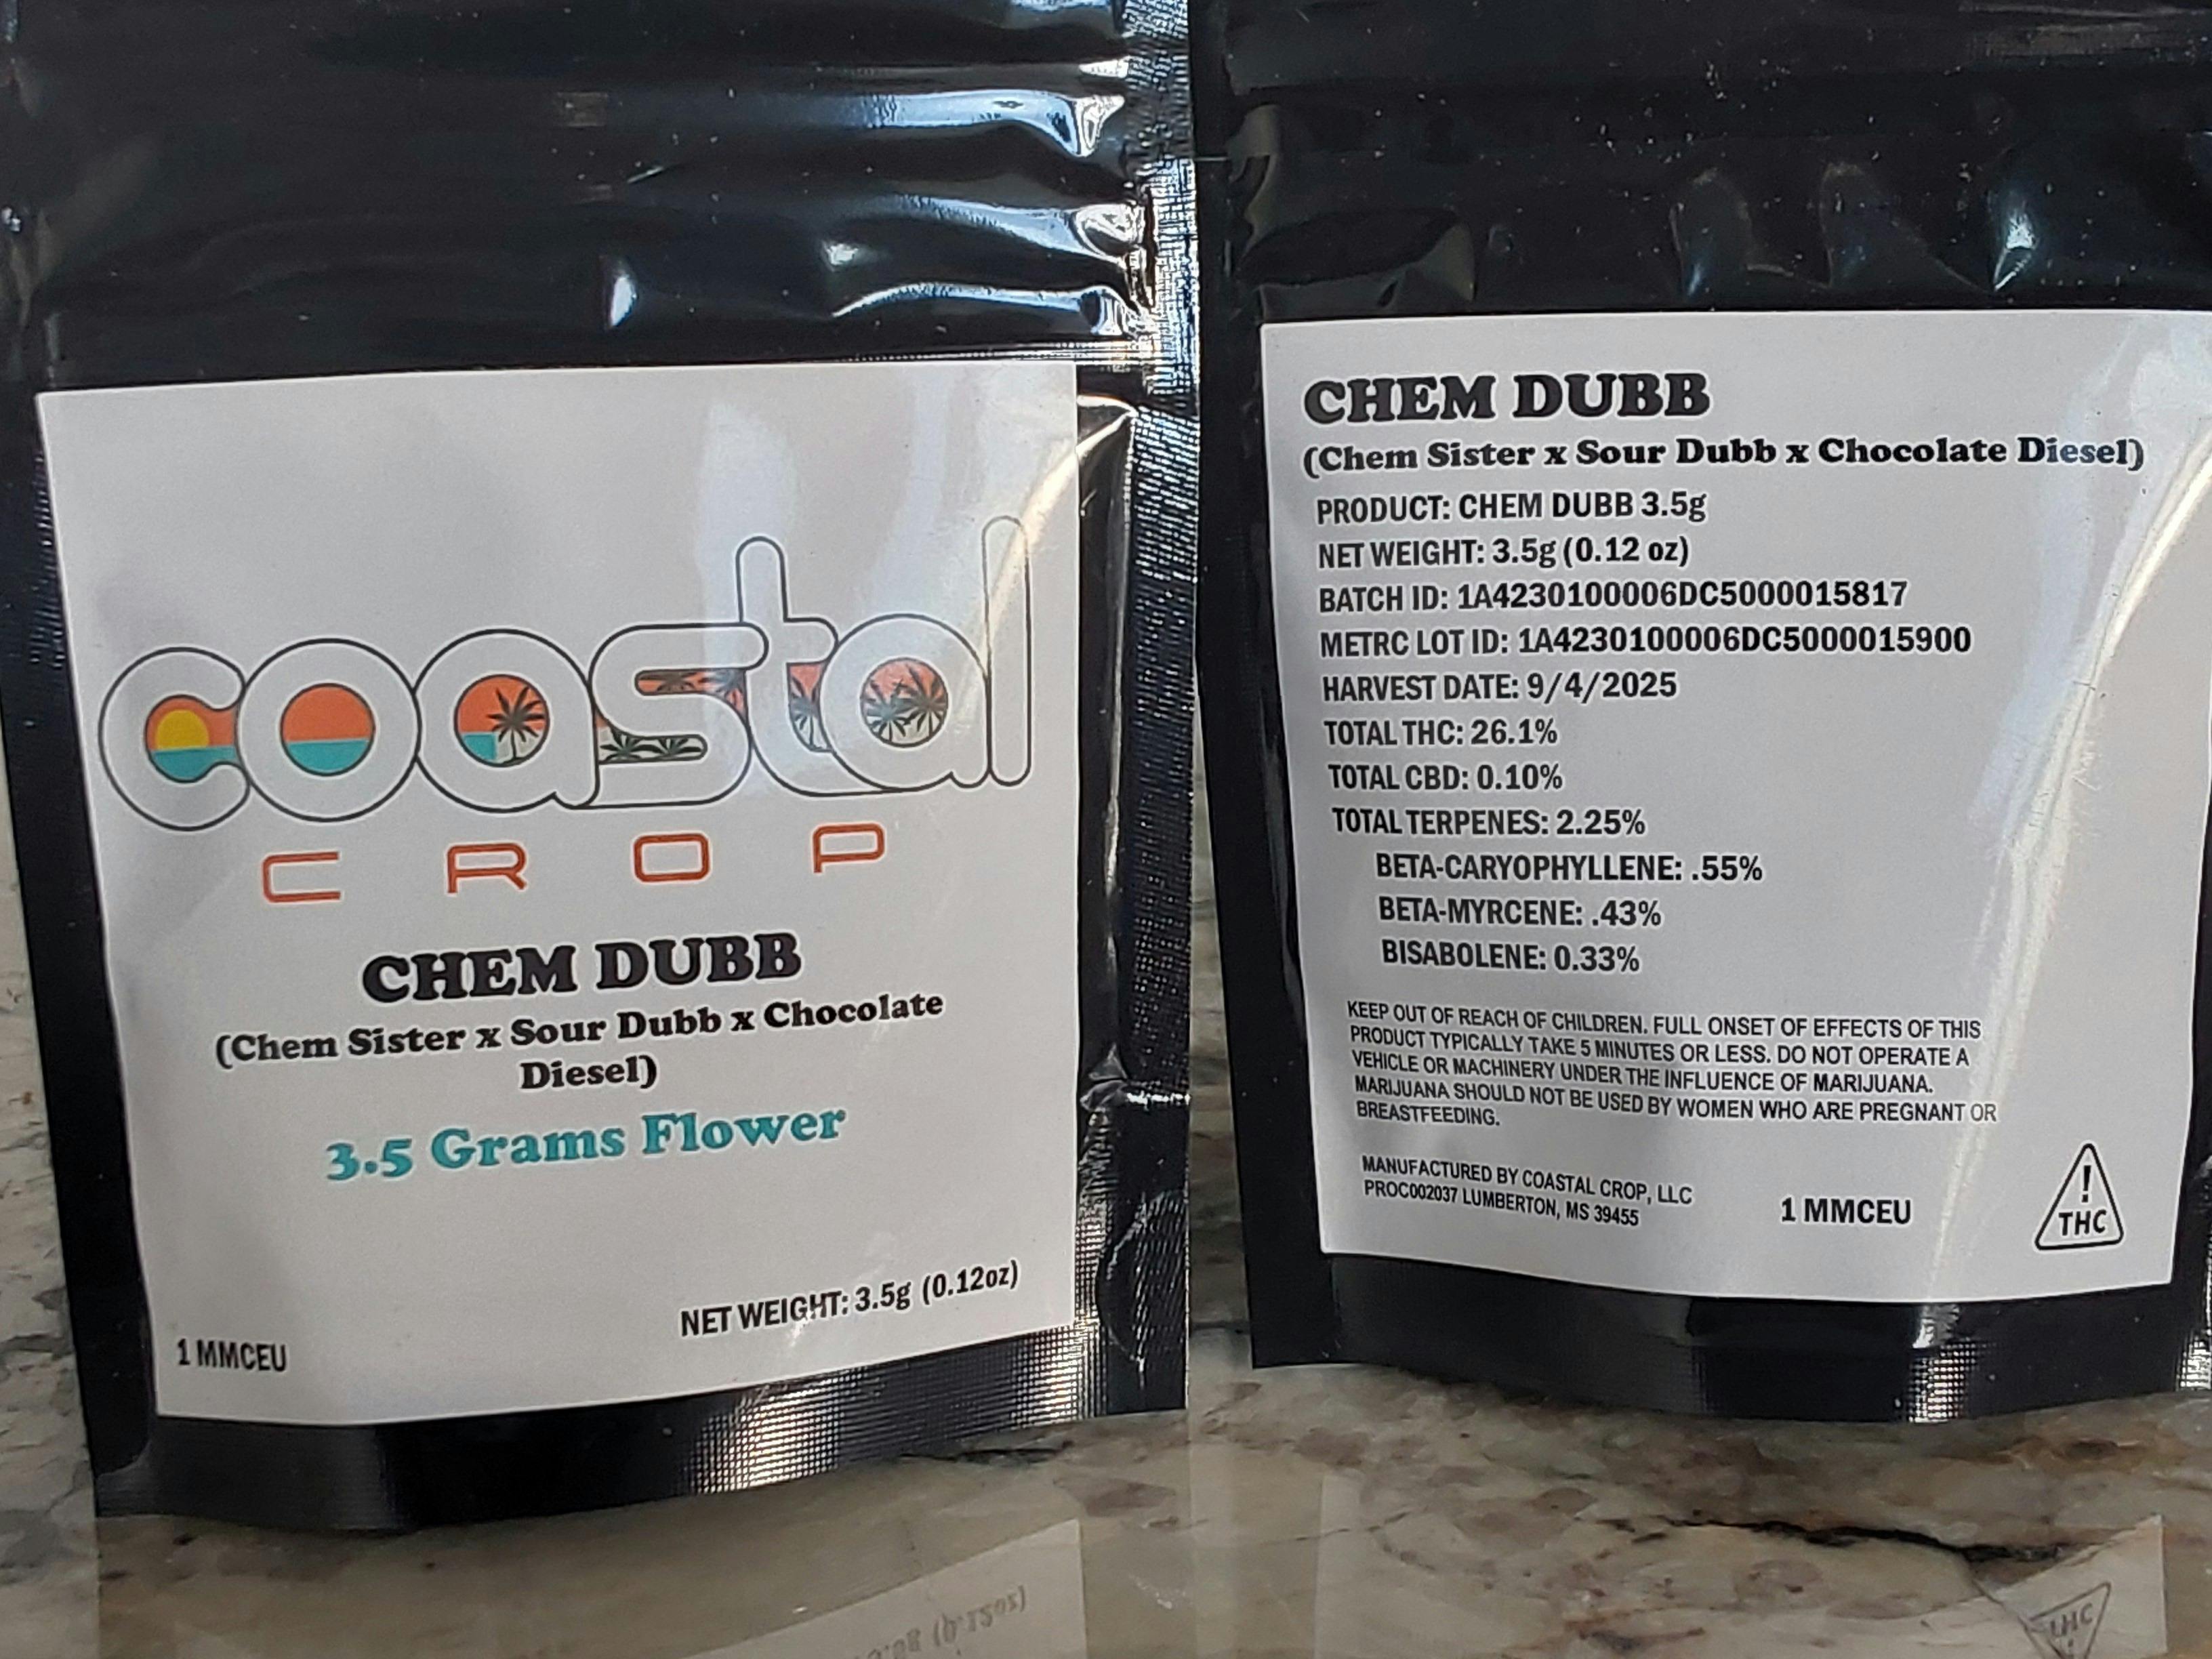 coastal
CROP
CHEM DUBB
(Chem Sister x Sour Dubb x Chocolate
Diesel)
3.5 Grams Flower
NET WEIGHT: 3.5g (0.12oz)
1 MMCEU
CHEM DUBB
(Chem Sister x Sour Dubb x Chocolate Diesel)
PRODUCT: CHEM DUBB 3.5g
NET WEIGHT: 3.5g (0.12 oz)
BATCH ID: 1A4230100006DC5000015817
METRC LOT ID: 1A4230100006DC5000015900
HARVEST DATE: 9/4/2025
TOTAL THC: 26.1%
TOTAL CBD: 0.10%
TOTAL TERPENES: 2.25%
BETA-CARYOPHYLLENE: .55%
BETA-MYRCENE: .43%
BISABOLENE: 0.33%
KEEP OUT OF REACH OF CHILDREN. FULL ONSET OF EFFECTS OF THIS
PRODUCT TYPICALLY TAKE 5 MINUTES OR LESS. DO NOT OPERATE A
VEHICLE OR MACHINERY UNDER THE INFLUENCE OF MARIJUANA.
MARIJUANA SHOULD NOT BE USED BY WOMEN WHO ARE PREGNANT OR
BREASTFEEDING.
MANUFACTURED BY COASTAL CROP, LLC
PROC002037 LUMBERTON, MS 39455
1 MMCEU
!
THC